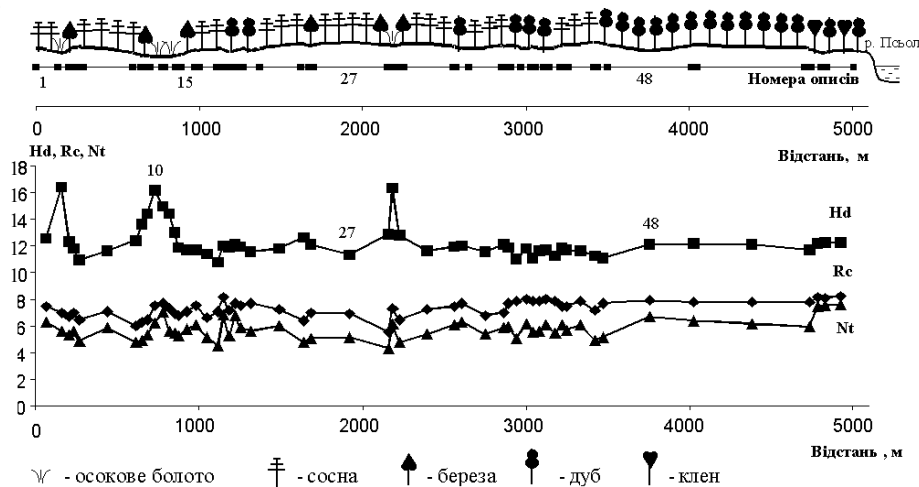 р. Псьол
1 15 27 48 Номера описів
0 1000 2000 3000 4000 5000
Hd, Rc, Nt Відстань, м
18
16
14
12
10
8
6
4
2
0
10 27 48
Hd
Rc
Nt
0 1000 2000 3000 4000 5000
Відстань , м
- осокове болото - сосна - береза - дуб - клен